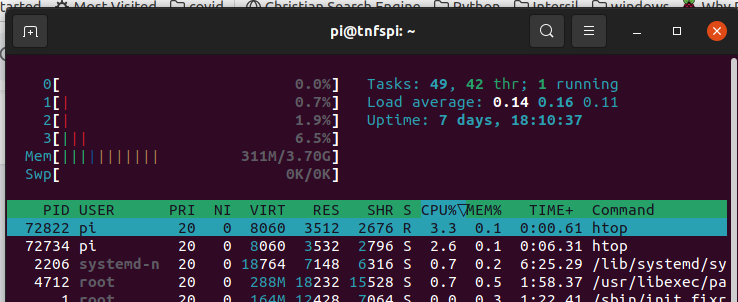 tarted Most Visited covid Christian Search Engine Python Intersil windows Why
pi@tnfspi: ~
0[ 0.0%] Tasks: 49, 42 thr; 1 running
1[| 0.7%] Load average: 0.14 0.16 0.11
2[| 1.9%] Uptime: 7 days, 18:10:37
3[||| 6.5%]
Mem[|||||||||||| 311M/3.70G]
Swp[ 0K/0K]
PID USER PRI NI VIRT RES SHR S CPU%▽MEM% TIME+ Command
72822 pi 20 0 8060 3512 2676 R 3.3 0.1 0:00.61 htop
72734 pi 20 0 8060 3532 2796 S 2.6 0.1 0:06.31 htop
2206 systemd-n 20 0 18764 7148 6316 S 0.7 0.2 6:25.29 /lib/systemd/sy
4712 root 20 0 288M 18232 15528 S 0.7 0.5 1:58.37 /usr/libexec/pa
1 root 20 0 164M 12428 7064 S 0.0 0.3 1:22.41 /sbin/init fixr